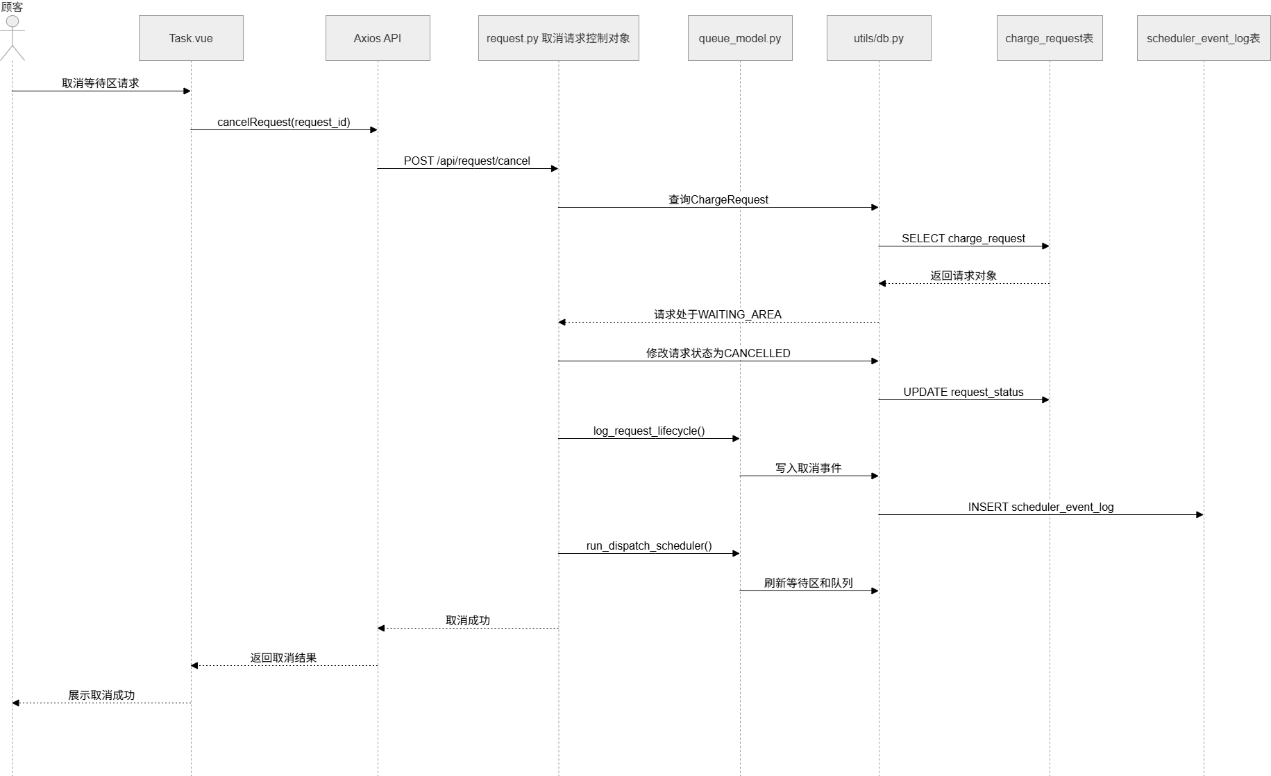 顾客
Task.vue
Axios API
request.py 取消请求控制对象
queue_model.py
utils/db.py
charge_request表
scheduler_event_log表
取消等待区请求
cancelRequest(request_id)
POST /api/request/cancel
查询ChargeRequest
SELECT charge_request
返回请求对象
请求处于WAITING_AREA
修改请求状态为CANCELLED
UPDATE request_status
log_request_lifecycle()
写入取消事件
INSERT scheduler_event_log
run_dispatch_scheduler()
刷新等待区和队列
取消成功
返回取消结果
展示取消成功